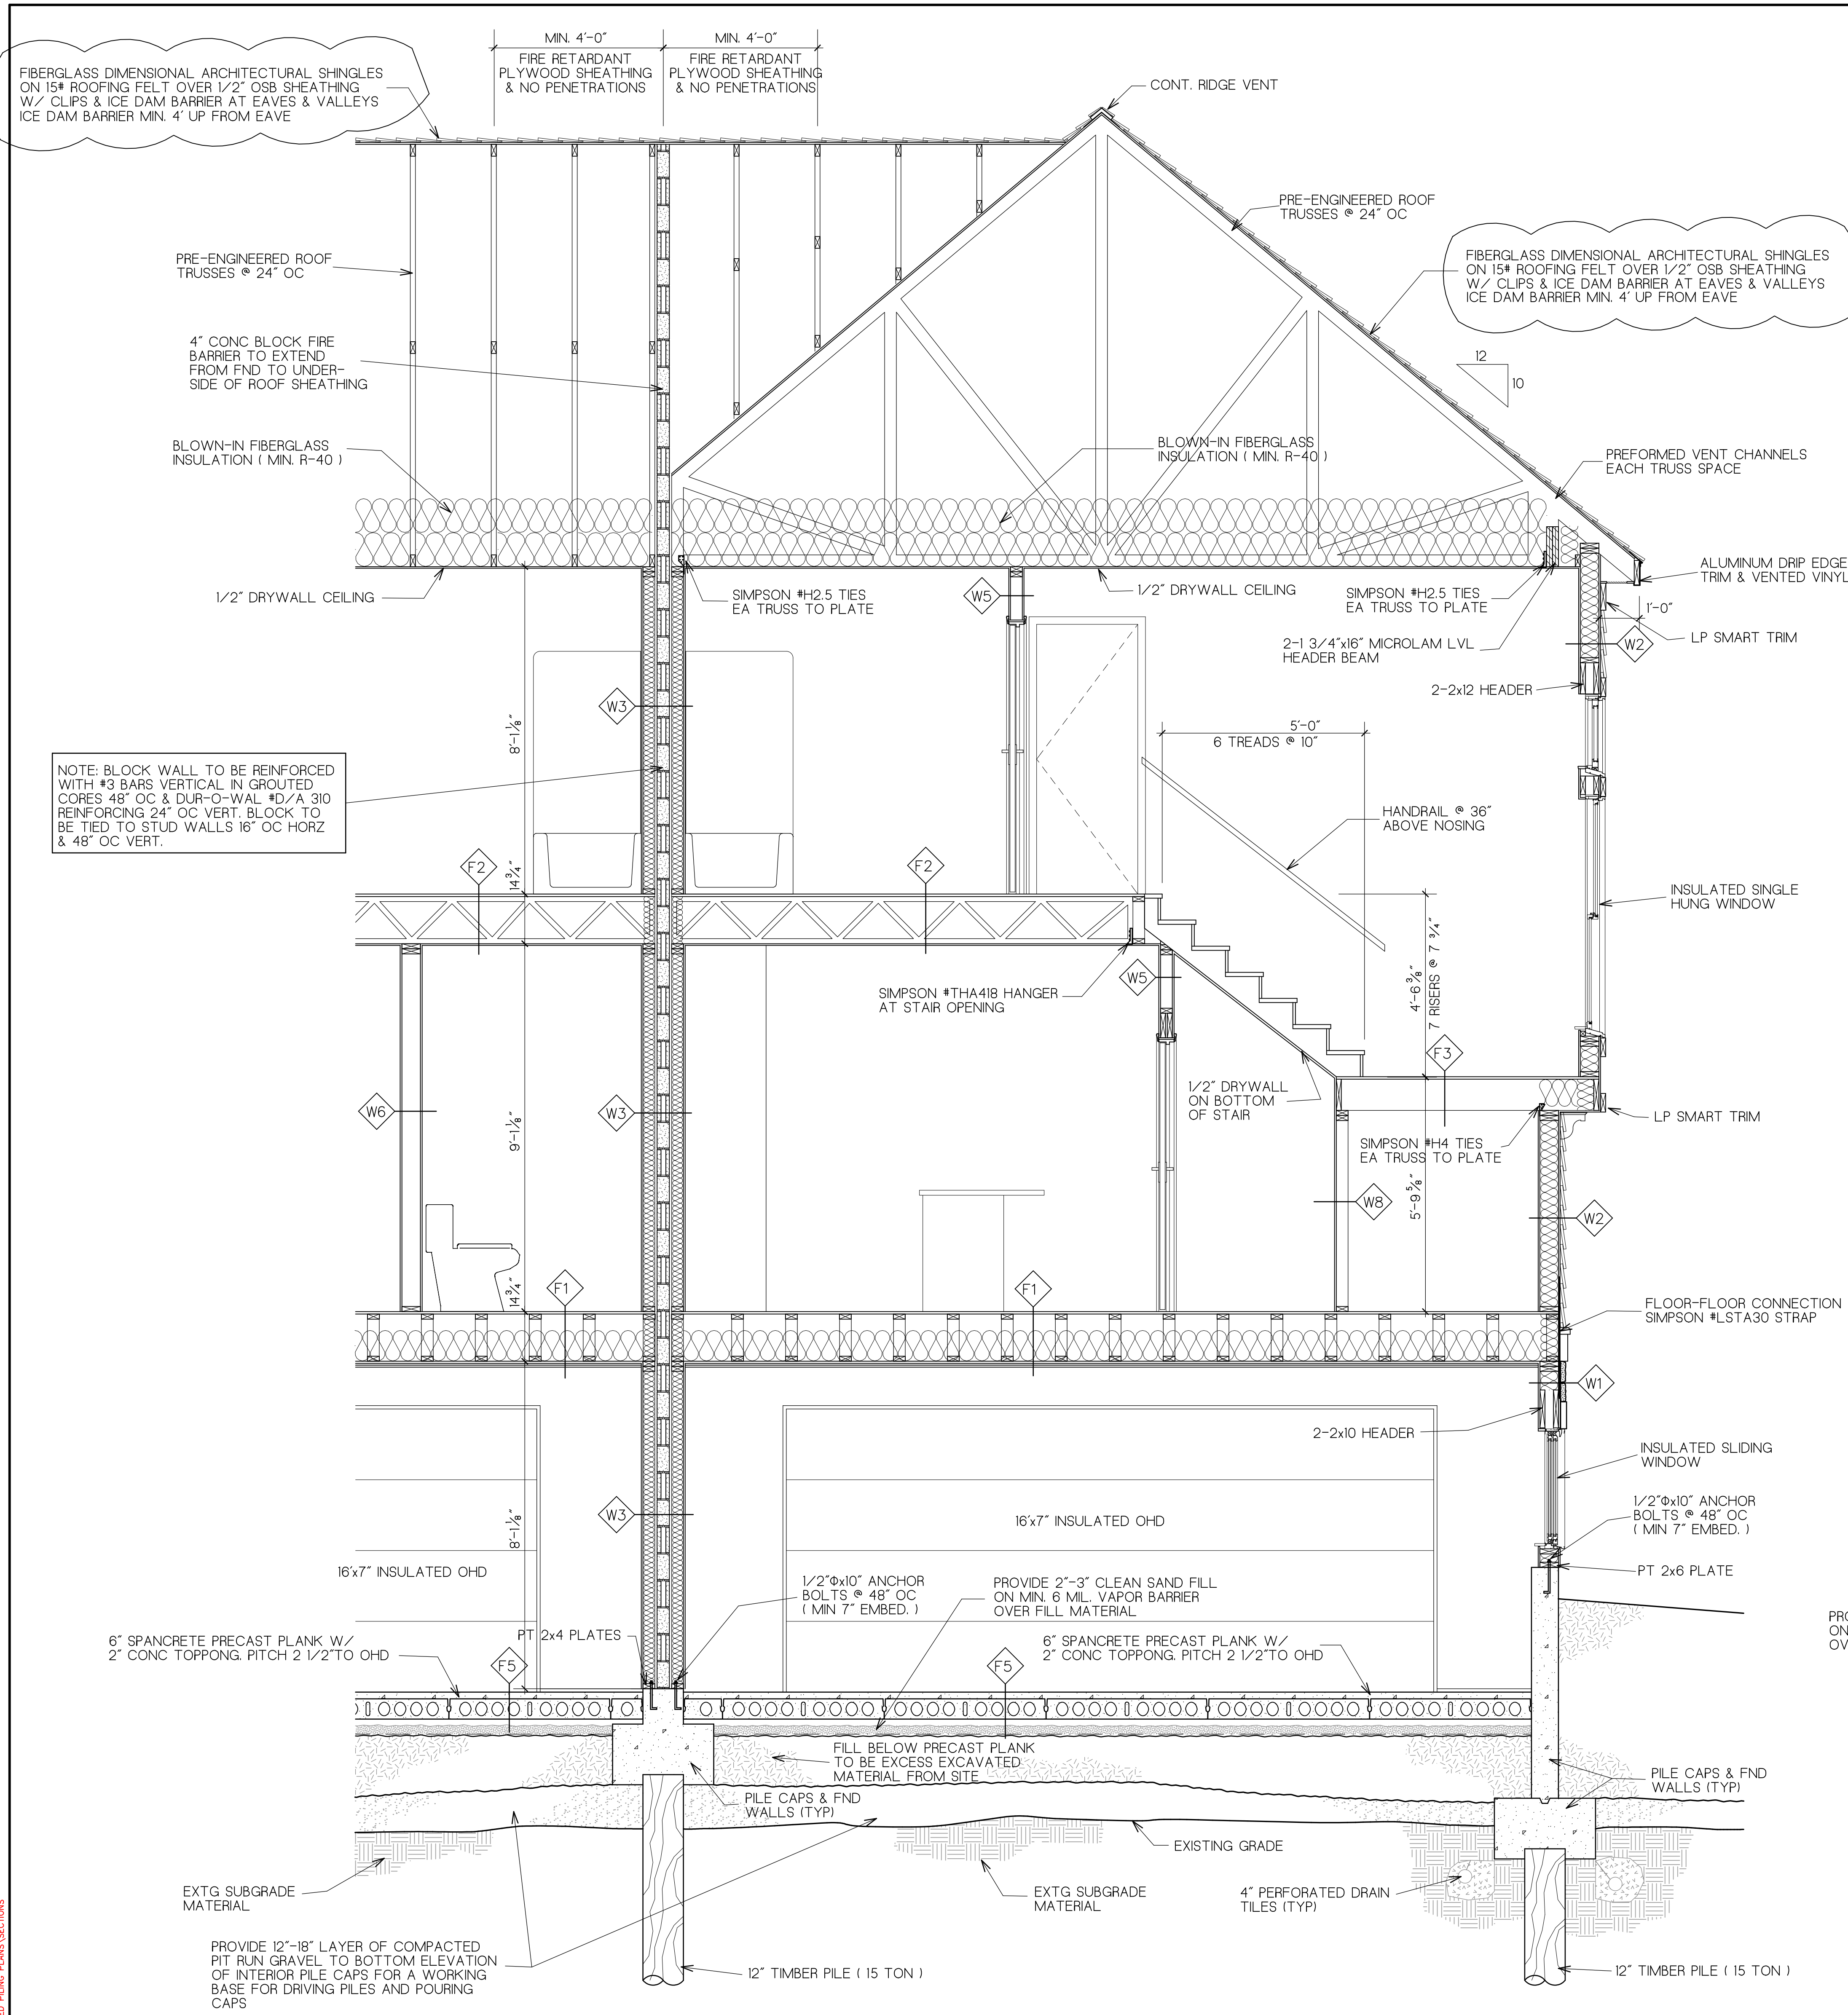 MIN. 4'-0"
MIN. 4'-0"
FIRE RETARDANT
PLYWOOD SHEATHING
& NO PENETRATIONS
FIRE RETARDANT
PLYWOOD SHEATHING
& NO PENETRATIONS
FIBERGLASS DIMENSIONAL ARCHITECTURAL SHINGLES
ON 15# ROOFING FELT OVER 1/2" OSB SHEATHING
W/ CLIPS & ICE DAM BARRIER AT EAVES & VALLEYS
ICE DAM BARRIER MIN. 4' UP FROM EAVE
CONT. RIDGE VENT
PRE-ENGINEERED ROOF
TRUSSES @ 24" OC
PRE-ENGINEERED ROOF
TRUSSES @ 24" OC
FIBERGLASS DIMENSIONAL ARCHITECTURAL SHINGLES
ON 15# ROOFING FELT OVER 1/2" OSB SHEATHING
W/ CLIPS & ICE DAM BARRIER AT EAVES & VALLEYS
ICE DAM BARRIER MIN. 4' UP FROM EAVE
4" CONC BLOCK FIRE
BARRIER TO EXTEND
FROM FND TO UNDER-
SIDE OF ROOF SHEATHING
12
10
BLOWN-IN FIBERGLASS
INSULATION ( MIN. R-40 )
BLOWN-IN FIBERGLASS
INSULATION ( MIN. R-40 )
PREFORMED VENT CHANNELS
EACH TRUSS SPACE
ALUMINUM DRIP EDGE
TRIM & VENTED VINYL
1/2" DRYWALL CEILING
SIMPSON #H2.5 TIES
EA TRUSS TO PLATE
W5
1/2" DRYWALL CEILING
SIMPSON #H2.5 TIES
EA TRUSS TO PLATE
1'-0"
LP SMART TRIM
W2
2-1 3/4"x16" MICROLAM LVL
HEADER BEAM
2-2x12 HEADER
W3
8'-1 1/8"
5'-0"
6 TREADS @ 10"
NOTE: BLOCK WALL TO BE REINFORCED
WITH #3 BARS VERTICAL IN GROUTED
CORES 48" OC & DUR-O-WAL #D/A 310
REINFORCING 24" OC VERT. BLOCK TO
BE TIED TO STUD WALLS 16" OC HORZ
& 48" OC VERT.
HANDRAIL @ 36"
ABOVE NOSING
F2
14 3/4"
F2
INSULATED SINGLE
HUNG WINDOW
4'-6 3/8"
7 RISERS @ 7 3/4"
SIMPSON #THA418 HANGER
AT STAIR OPENING
W5
F3
1/2" DRYWALL
ON BOTTOM
OF STAIR
W6
W3
9'-1 1/8"
LP SMART TRIM
SIMPSON #H4 TIES
EA TRUSS TO PLATE
5'-9 5/8"
W8
W2
14 3/4"
F1
F1
FLOOR-FLOOR CONNECTION
SIMPSON #LSTA30 STRAP
W1
2-2x10 HEADER
INSULATED SLIDING
WINDOW
W3
8'-1 1/8"
16'x7" INSULATED OHD
1/2"Φx10" ANCHOR
BOLTS @ 48" OC
( MIN 7" EMBED. )
16'x7" INSULATED OHD
1/2"Φx10" ANCHOR
BOLTS @ 48" OC
( MIN 7" EMBED. )
PROVIDE 2"-3" CLEAN SAND FILL
ON MIN. 6 MIL. VAPOR BARRIER
OVER FILL MATERIAL
PT 2x6 PLATE
PT 2x4 PLATES
6" SPANCRETE PRECAST PLANK W/
2" CONC TOPPONG. PITCH 2 1/2"TO OHD
6" SPANCRETE PRECAST PLANK W/
2" CONC TOPPONG. PITCH 2 1/2"TO OHD
F5
F5
FILL BELOW PRECAST PLANK
TO BE EXCESS EXCAVATED
MATERIAL FROM SITE
PILE CAPS & FND
WALLS (TYP)
PILE CAPS & FND
WALLS (TYP)
EXISTING GRADE
EXTG SUBGRADE
MATERIAL
EXTG SUBGRADE
MATERIAL
4" PERFORATED DRAIN
TILES (TYP)
PROVIDE 12"-18" LAYER OF COMPACTED
PIT RUN GRAVEL TO BOTTOM ELEVATION
OF INTERIOR PILE CAPS FOR A WORKING
BASE FOR DRIVING PILES AND POURING
CAPS
12" TIMBER PILE ( 15 TON )
12" TIMBER PILE ( 15 TON )
PILING PLANS\SECTIONS